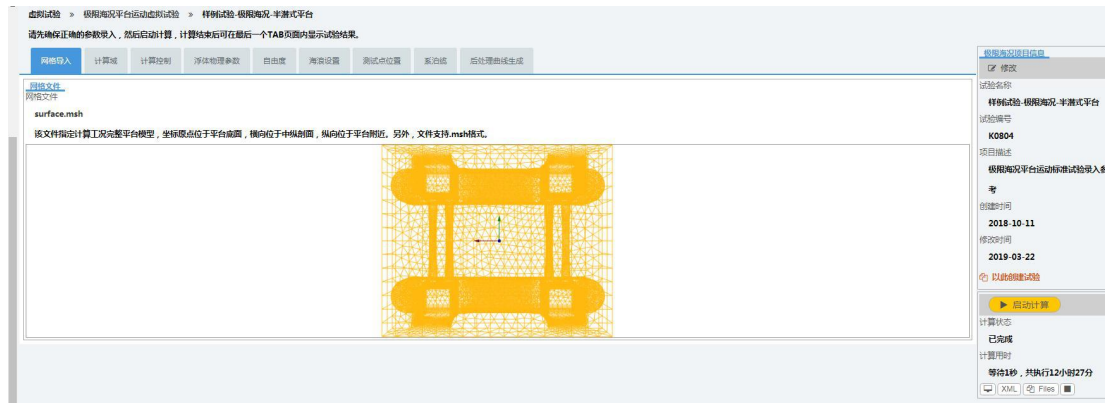 虚拟试验 » 极限海况平台运动虚拟试验 » 样例试验-极限海况-半潜式平台
请先确保正确的参数录入，然后启动计算，计算结束后可在最后一个TAB页面内显示试验结果。
网格导入 计算域 计算控制 浮体物理参数 自由度 海浪设置 测试点位置 系泊统 后处理曲线生成
网格文件
网格文件
surface.msh
该文件指定计算工况完整平台模型，坐标原点位于平台底面，横向位于中纵剖面，纵向位于平台附近。另外，文件支持.msh格式。
极限海况项目信息
修改
试验名称
样例试验-极限海况-半潜式平台
试验编号
K0804
项目描述
极限海况平台运动标准试验录入参
考
创建时间
2018-10-11
修改时间
2019-03-22
以此创建试验
启动计算
计算状态
已完成
计算用时
等待1秒，共执行12小时27分
XML Files